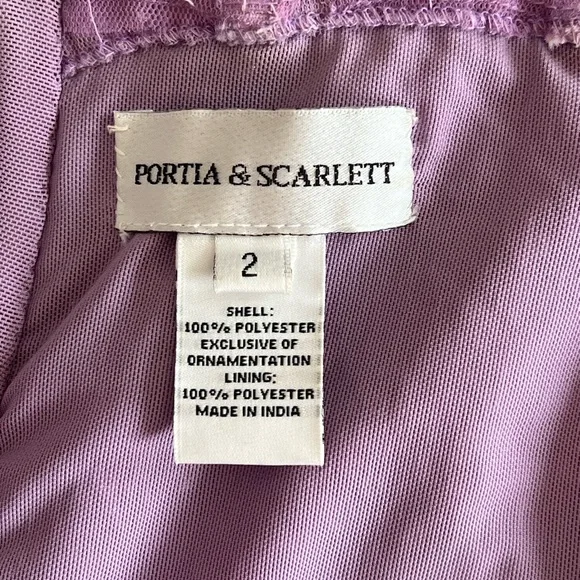 PORTIA & SCARLETT
2
SHELL:
100% POLYESTER
EXCLUSIVE OF
ORNAMENTATION
LINING:
100% POLYESTER
MADE IN INDIA